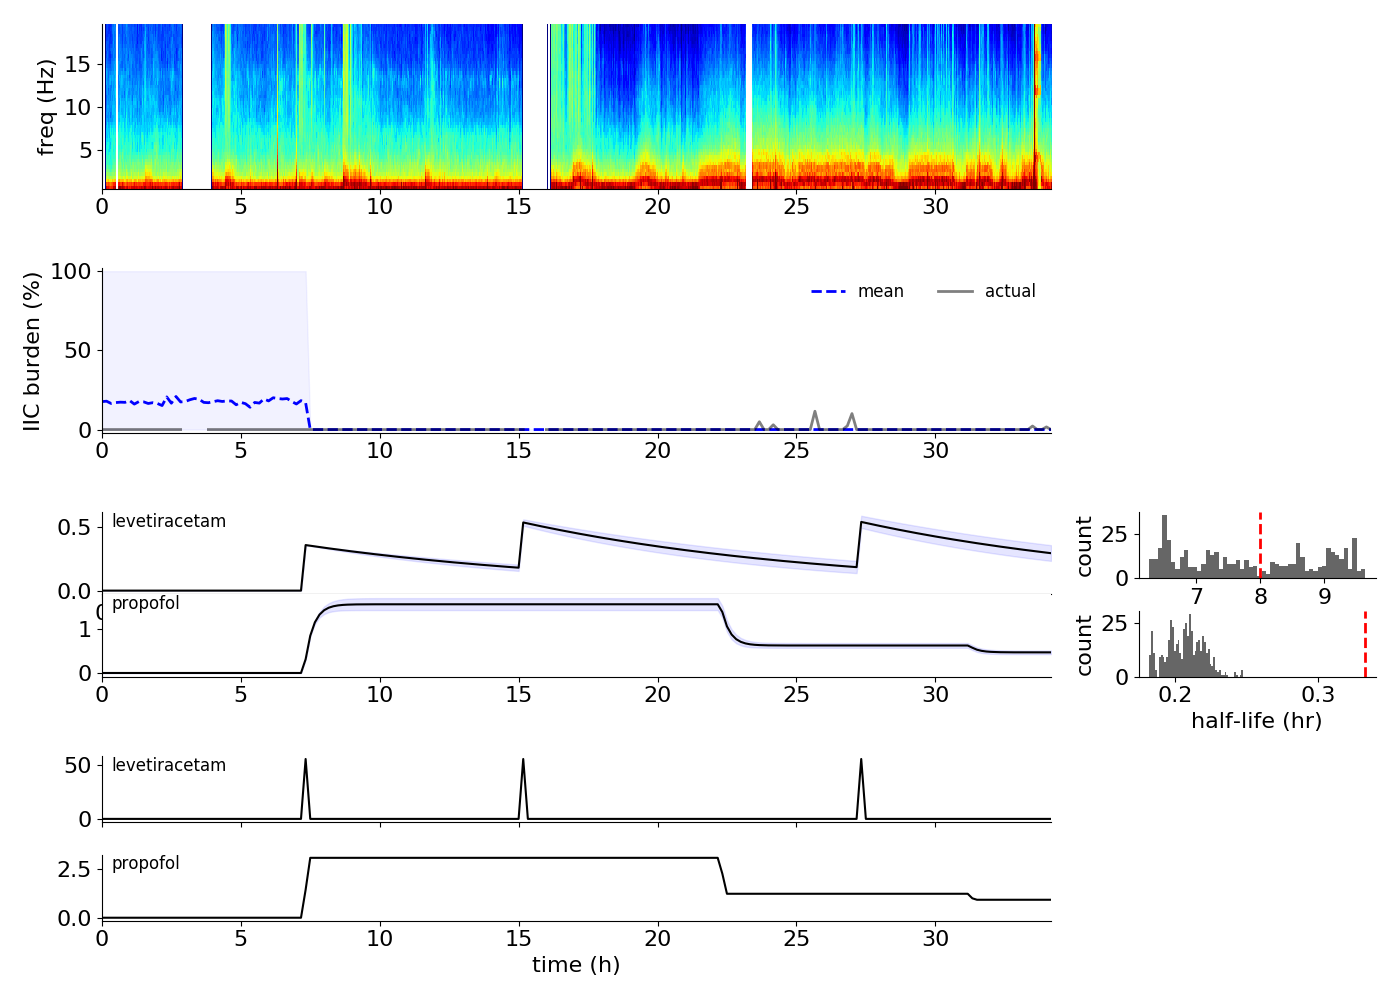 freq (Hz)
15
10
5
0 5 10 15 20 25 30
IIC burden (%)
100
50
0
mean
actual
0 5 10 15 20 25 30
levetiracetam
0.5
0.0
0
count
25
0
7 8 9
propofol
1
0
0 5 10 15 20 25 30
count
25
0
0.2 0.3
half-life (hr)
levetiracetam
50
0
propofol
2.5
0.0
0 5 10 15 20 25 30
time (h)